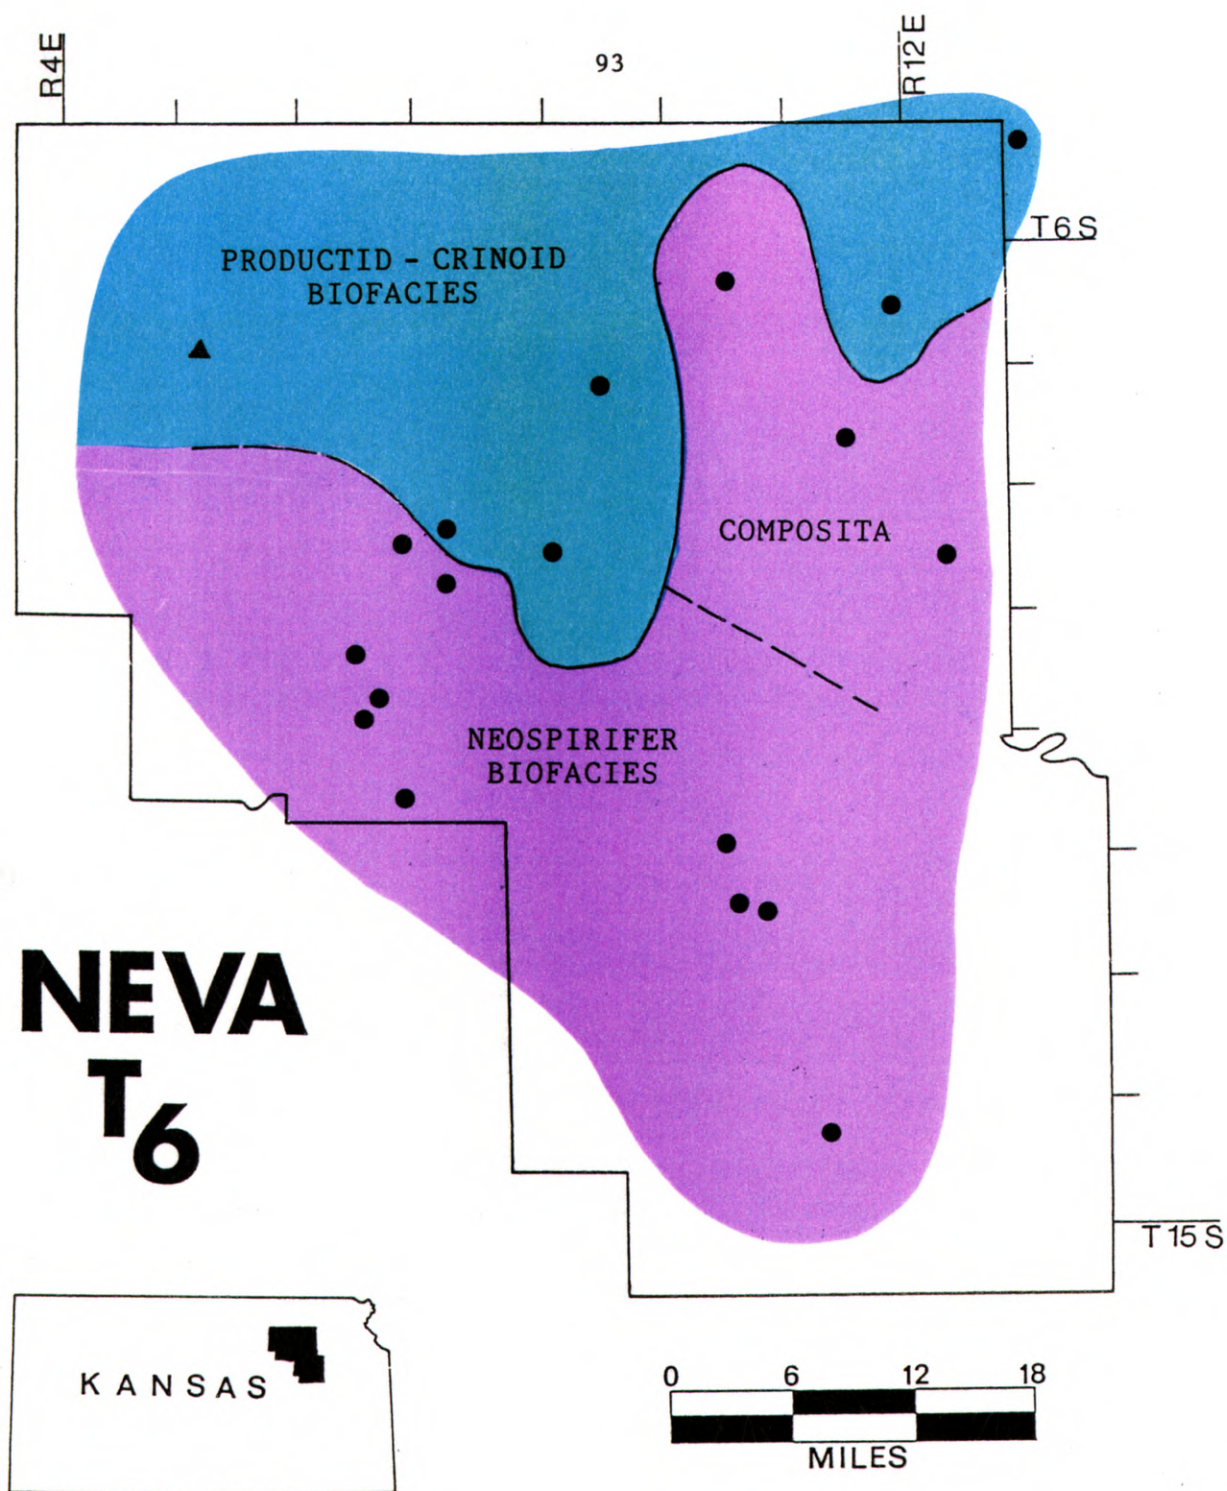 R4E
93
R12E
T6S
PRODUCTID - CRINOID
BIOFACIES
COMPOSITA
NEOSPIRIFER
BIOFACIES
NEVA
T6
T15S
KANSAS
0 6 12 18
MILES